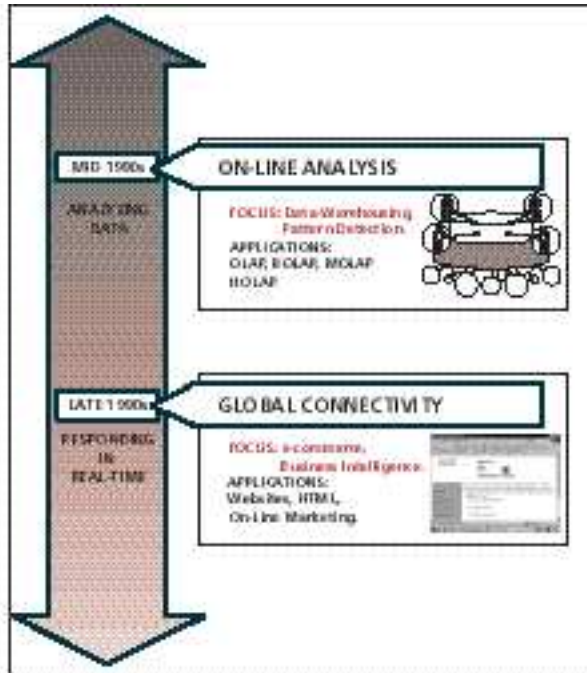 MID 1990s
ANALYZING
DATA
ON-LINE ANALYSIS
FOCUS: Data-Warehousing,
Pattern Detection.
APPLICATIONS:
OLAP, ROLAP, MOLAP
HOLAP
LATE 1990s
RESPONDING
IN
REAL-TIME
GLOBAL CONNECTIVITY
FOCUS: e-commerce,
Business Intelligence.
APPLICATIONS:
Websites, HTML,
On-Line Marketing.